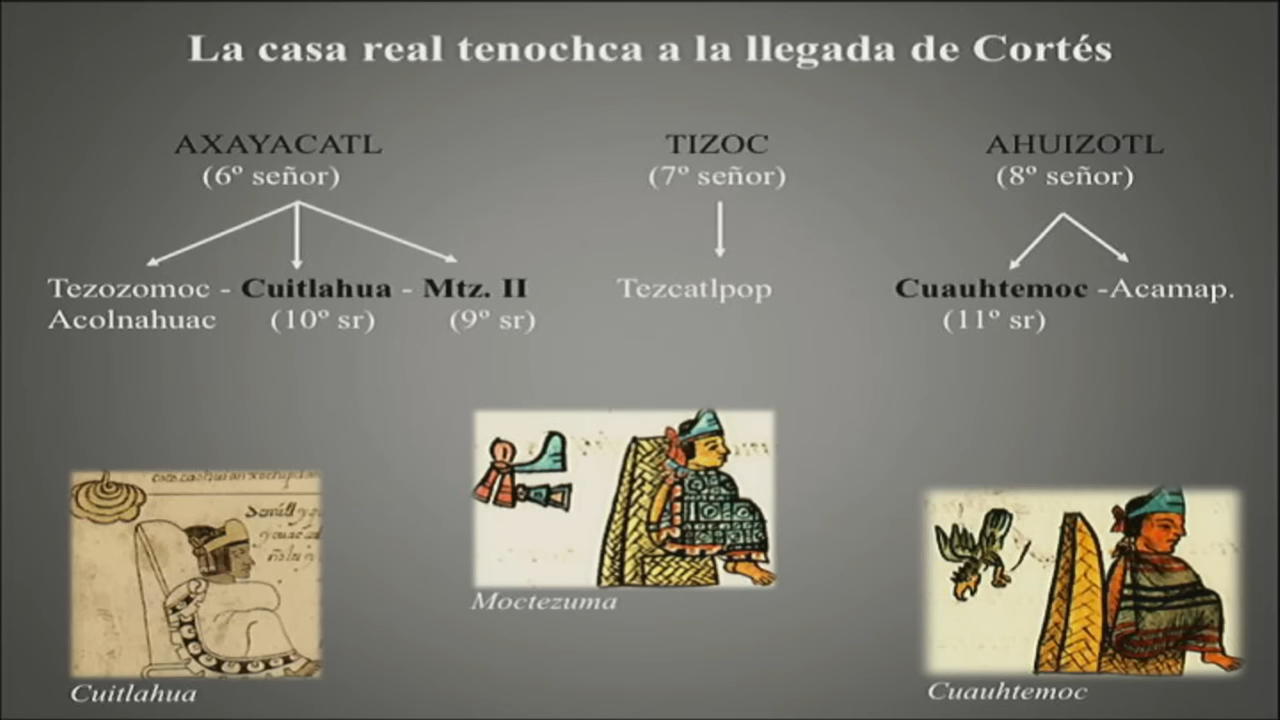 La casa real tenochca a la llegada de Cortés
AXAYACATL
(6º señor)
TIZOC
(7º señor)
AHUIZOTL
(8º señor)
Tezozomoc - Cuitlahua - Mtz. II
Acolnahuac (10º sr) (9º sr)
Tezcatlpop
Cuauhtemoc -Acamap.
(11º sr)
Moctezuma
Cuitlahua
Cuauhtemoc